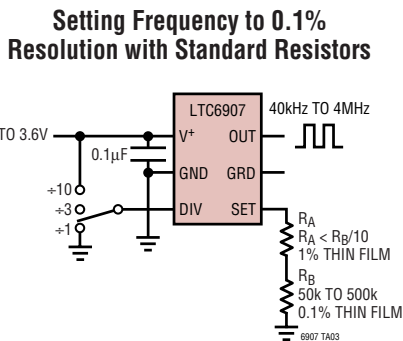 Setting Frequency to 0.1%
Resolution with Standard Resistors
LTC6907
40kHz TO 4MHz
TO 3.6V
V+
OUT
0.1µF
GND
GRD
÷10
÷3
÷1
DIV
SET
RA
RA < RB/10
1% THIN FILM
RB
50k TO 500k
0.1% THIN FILM
6907 TA03